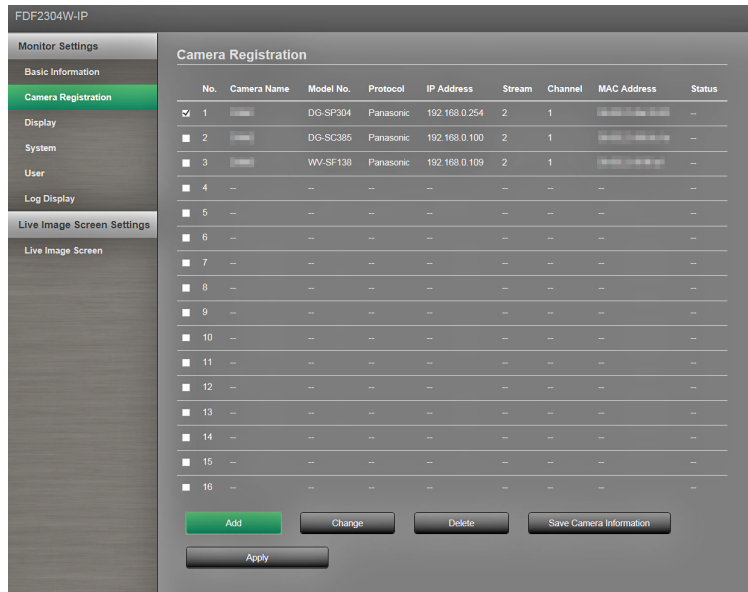 FDF2304W-IP
Monitor Settings
Basic Information
Camera Registration
Display
System
User
Log Display
Live Image Screen Settings
Live Image Screen
Camera Registration
No. Camera Name Model No. Protocol IP Address Stream Channel MAC Address Status
1 DG-SP304 Panasonic 192.168.0.254 2 1 --
2 DG-SC385 Panasonic 192.168.0.100 2 1 --
3 WV-SF138 Panasonic 192.168.0.109 2 1 --
4 -- -- -- -- -- -- -- --
5 -- -- -- -- -- -- -- --
6 -- -- -- -- -- -- -- --
7 -- -- -- -- -- -- -- --
8 -- -- -- -- -- -- -- --
9 -- -- -- -- -- -- -- --
10 -- -- -- -- -- -- -- --
11 -- -- -- -- -- -- -- --
12 -- -- -- -- -- -- -- --
13 -- -- -- -- -- -- -- --
14 -- -- -- -- -- -- -- --
15 -- -- -- -- -- -- -- --
16 -- -- -- -- -- -- -- --
Add Change Delete Save Camera Information
Apply